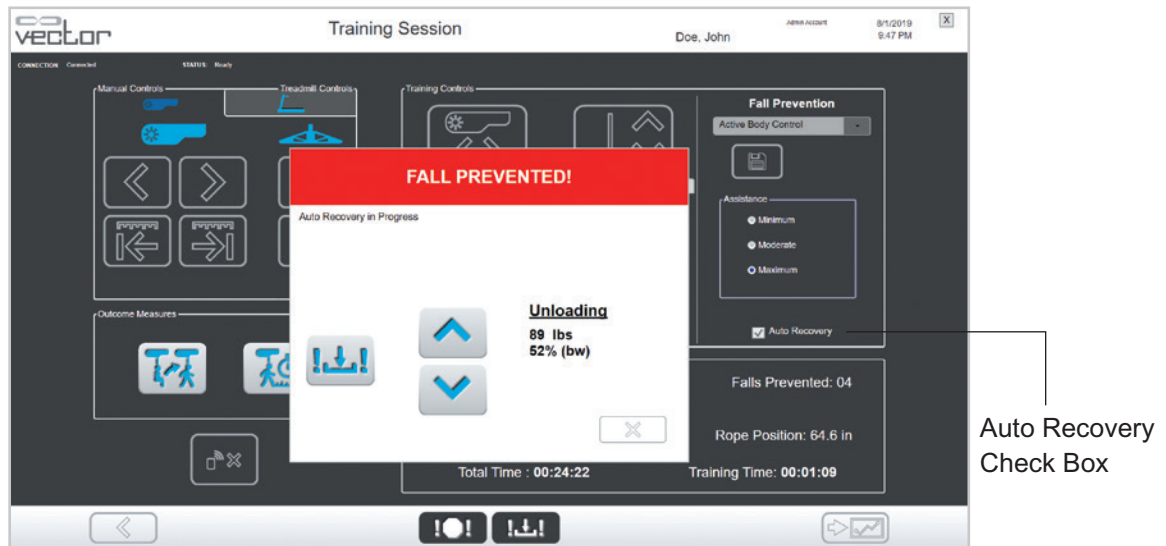 vector
Training Session
Doe, John
Admin Account
8/1/2019
9:47 PM
X
CONNECTION Connected
STATUS: Ready
Manual Controls
Treadmill Controls
Training Controls
Fall Prevention
Active Body Control
FALL PREVENTED!
Auto Recovery in Progress
Assistance
Minimum
Moderate
Maximum
Outcome Measures
Unloading
89 lbs
52% (bw)
Auto Recovery
Falls Prevented: 04
Rope Position: 64.6 in
Total Time : 00:24:22
Training Time: 00:01:09
Auto Recovery
Check Box